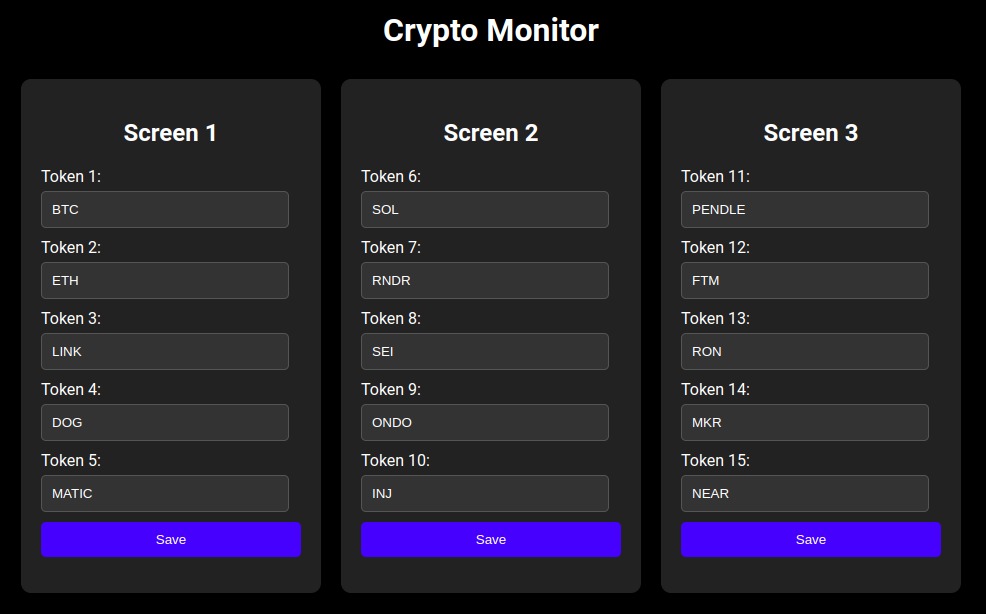 Crypto Monitor
Screen 1
Token 1:
BTC
Token 2:
ETH
Token 3:
LINK
Token 4:
DOG
Token 5:
MATIC
Save
Screen 2
Token 6:
SOL
Token 7:
RNDR
Token 8:
SEI
Token 9:
ONDO
Token 10:
INJ
Save
Screen 3
Token 11:
PENDLE
Token 12:
FTM
Token 13:
RON
Token 14:
MKR
Token 15:
NEAR
Save